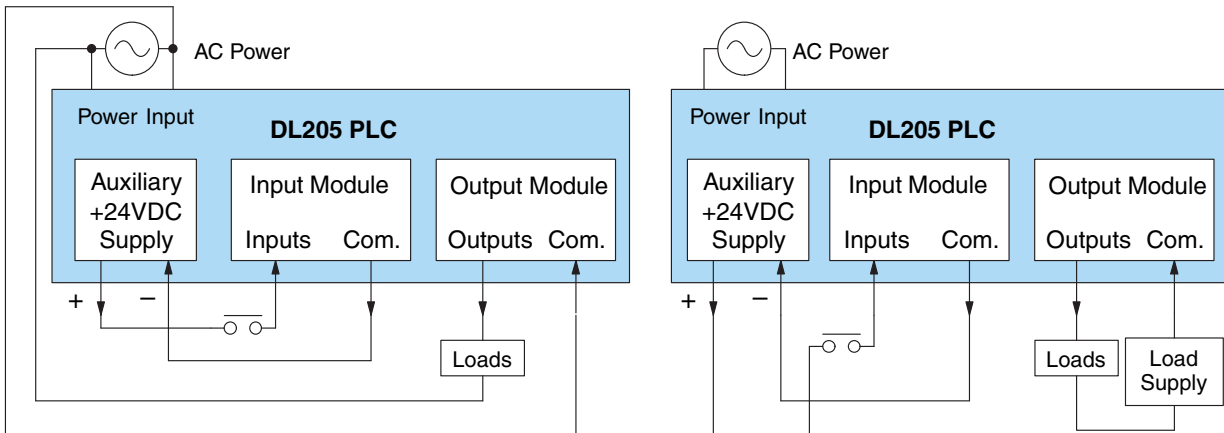 AC Power
Power Input
DL205 PLC
Auxiliary
+24VDC
Supply
Input Module
Inputs Com.
Output Module
Outputs Com.
+ −
Loads
AC Power
Power Input
DL205 PLC
Auxiliary
+24VDC
Supply
Input Module
Inputs Com.
Output Module
Outputs Com.
+ −
Loads
Load
Supply